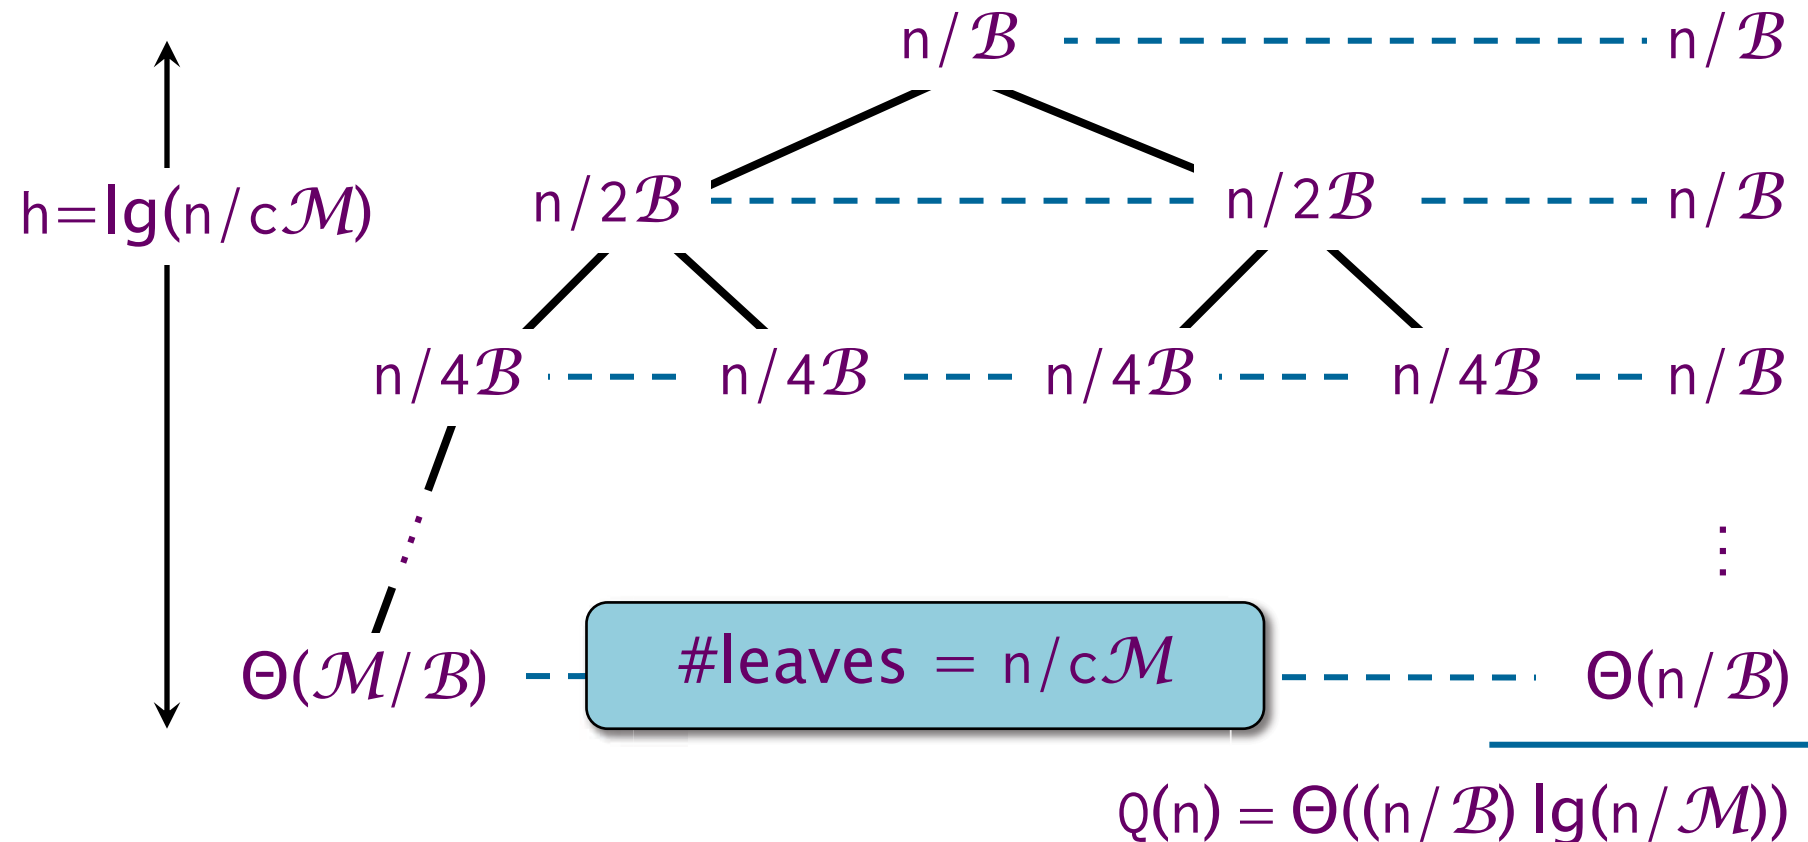 n/ℬ n/ℬ
h=lg(n/cℳ) n/2ℬ n/2ℬ n/ℬ
n/4ℬ n/4ℬ n/4ℬ n/4ℬ n/ℬ
⋮
Θ(ℳ/ℬ) #leaves = n/cℳ Θ(n/ℬ)
Q(n) = Θ((n/ℬ) lg(n/ℳ))